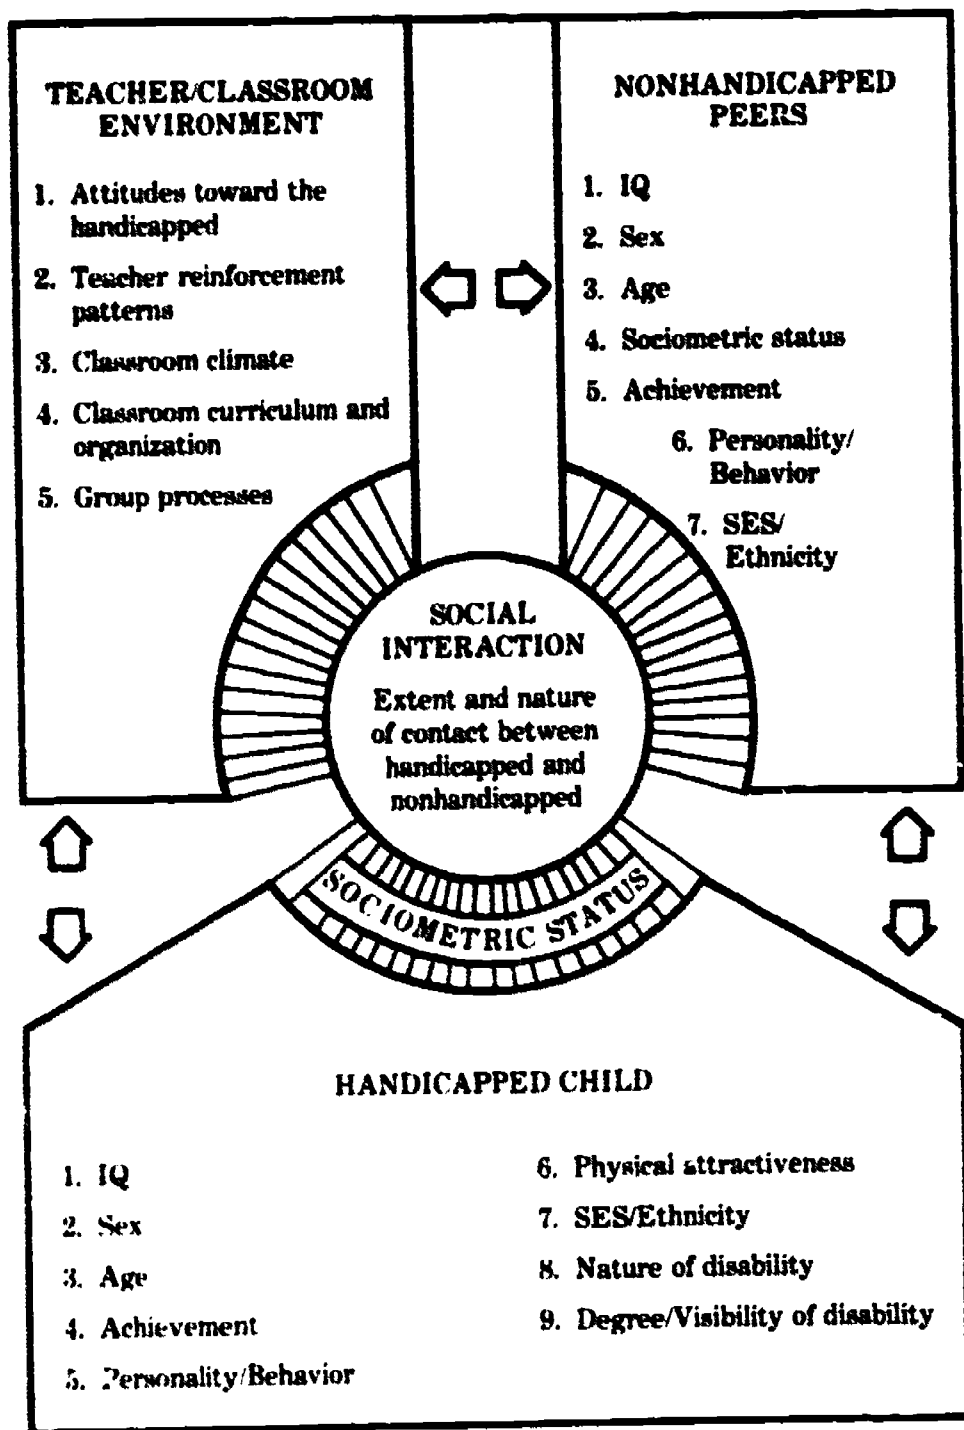 TEACHER/CLASSROOM
ENVIRONMENT
1. Attitudes toward the
handicapped
2. Teacher reinforcement
patterns
3. Classroom climate
4. Classroom curriculum and
organization
5. Group processes
NONHANDICAPPED
PEERS
1. IQ
2. Sex
3. Age
4. Sociometric status
5. Achievement
6. Personality/
Behavior
7. SES/
Ethnicity
SOCIAL
INTERACTION
Extent and nature
of contact between
handicapped and
nonhandicapped
SOCIOMETRIC STATUS
HANDICAPPED CHILD
1. IQ
2. Sex
3. Age
4. Achievement
5. Personality/Behavior
6. Physical attractiveness
7. SES/Ethnicity
8. Nature of disability
9. Degree/Visibility of disability